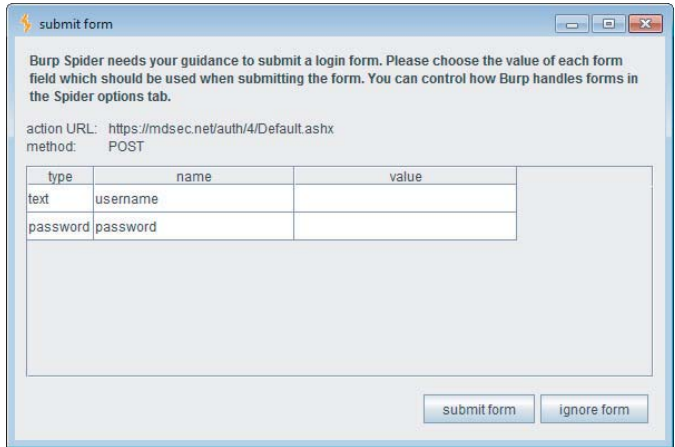 submit form
Burp Spider needs your guidance to submit a login form. Please choose the value of each form
field which should be used when submitting the form. You can control how Burp handles forms in
the Spider options tab.
action URL: https://mdsec.net/auth/4/Default.ashx
method: POST
type name value
text username
password password
submit form ignore form